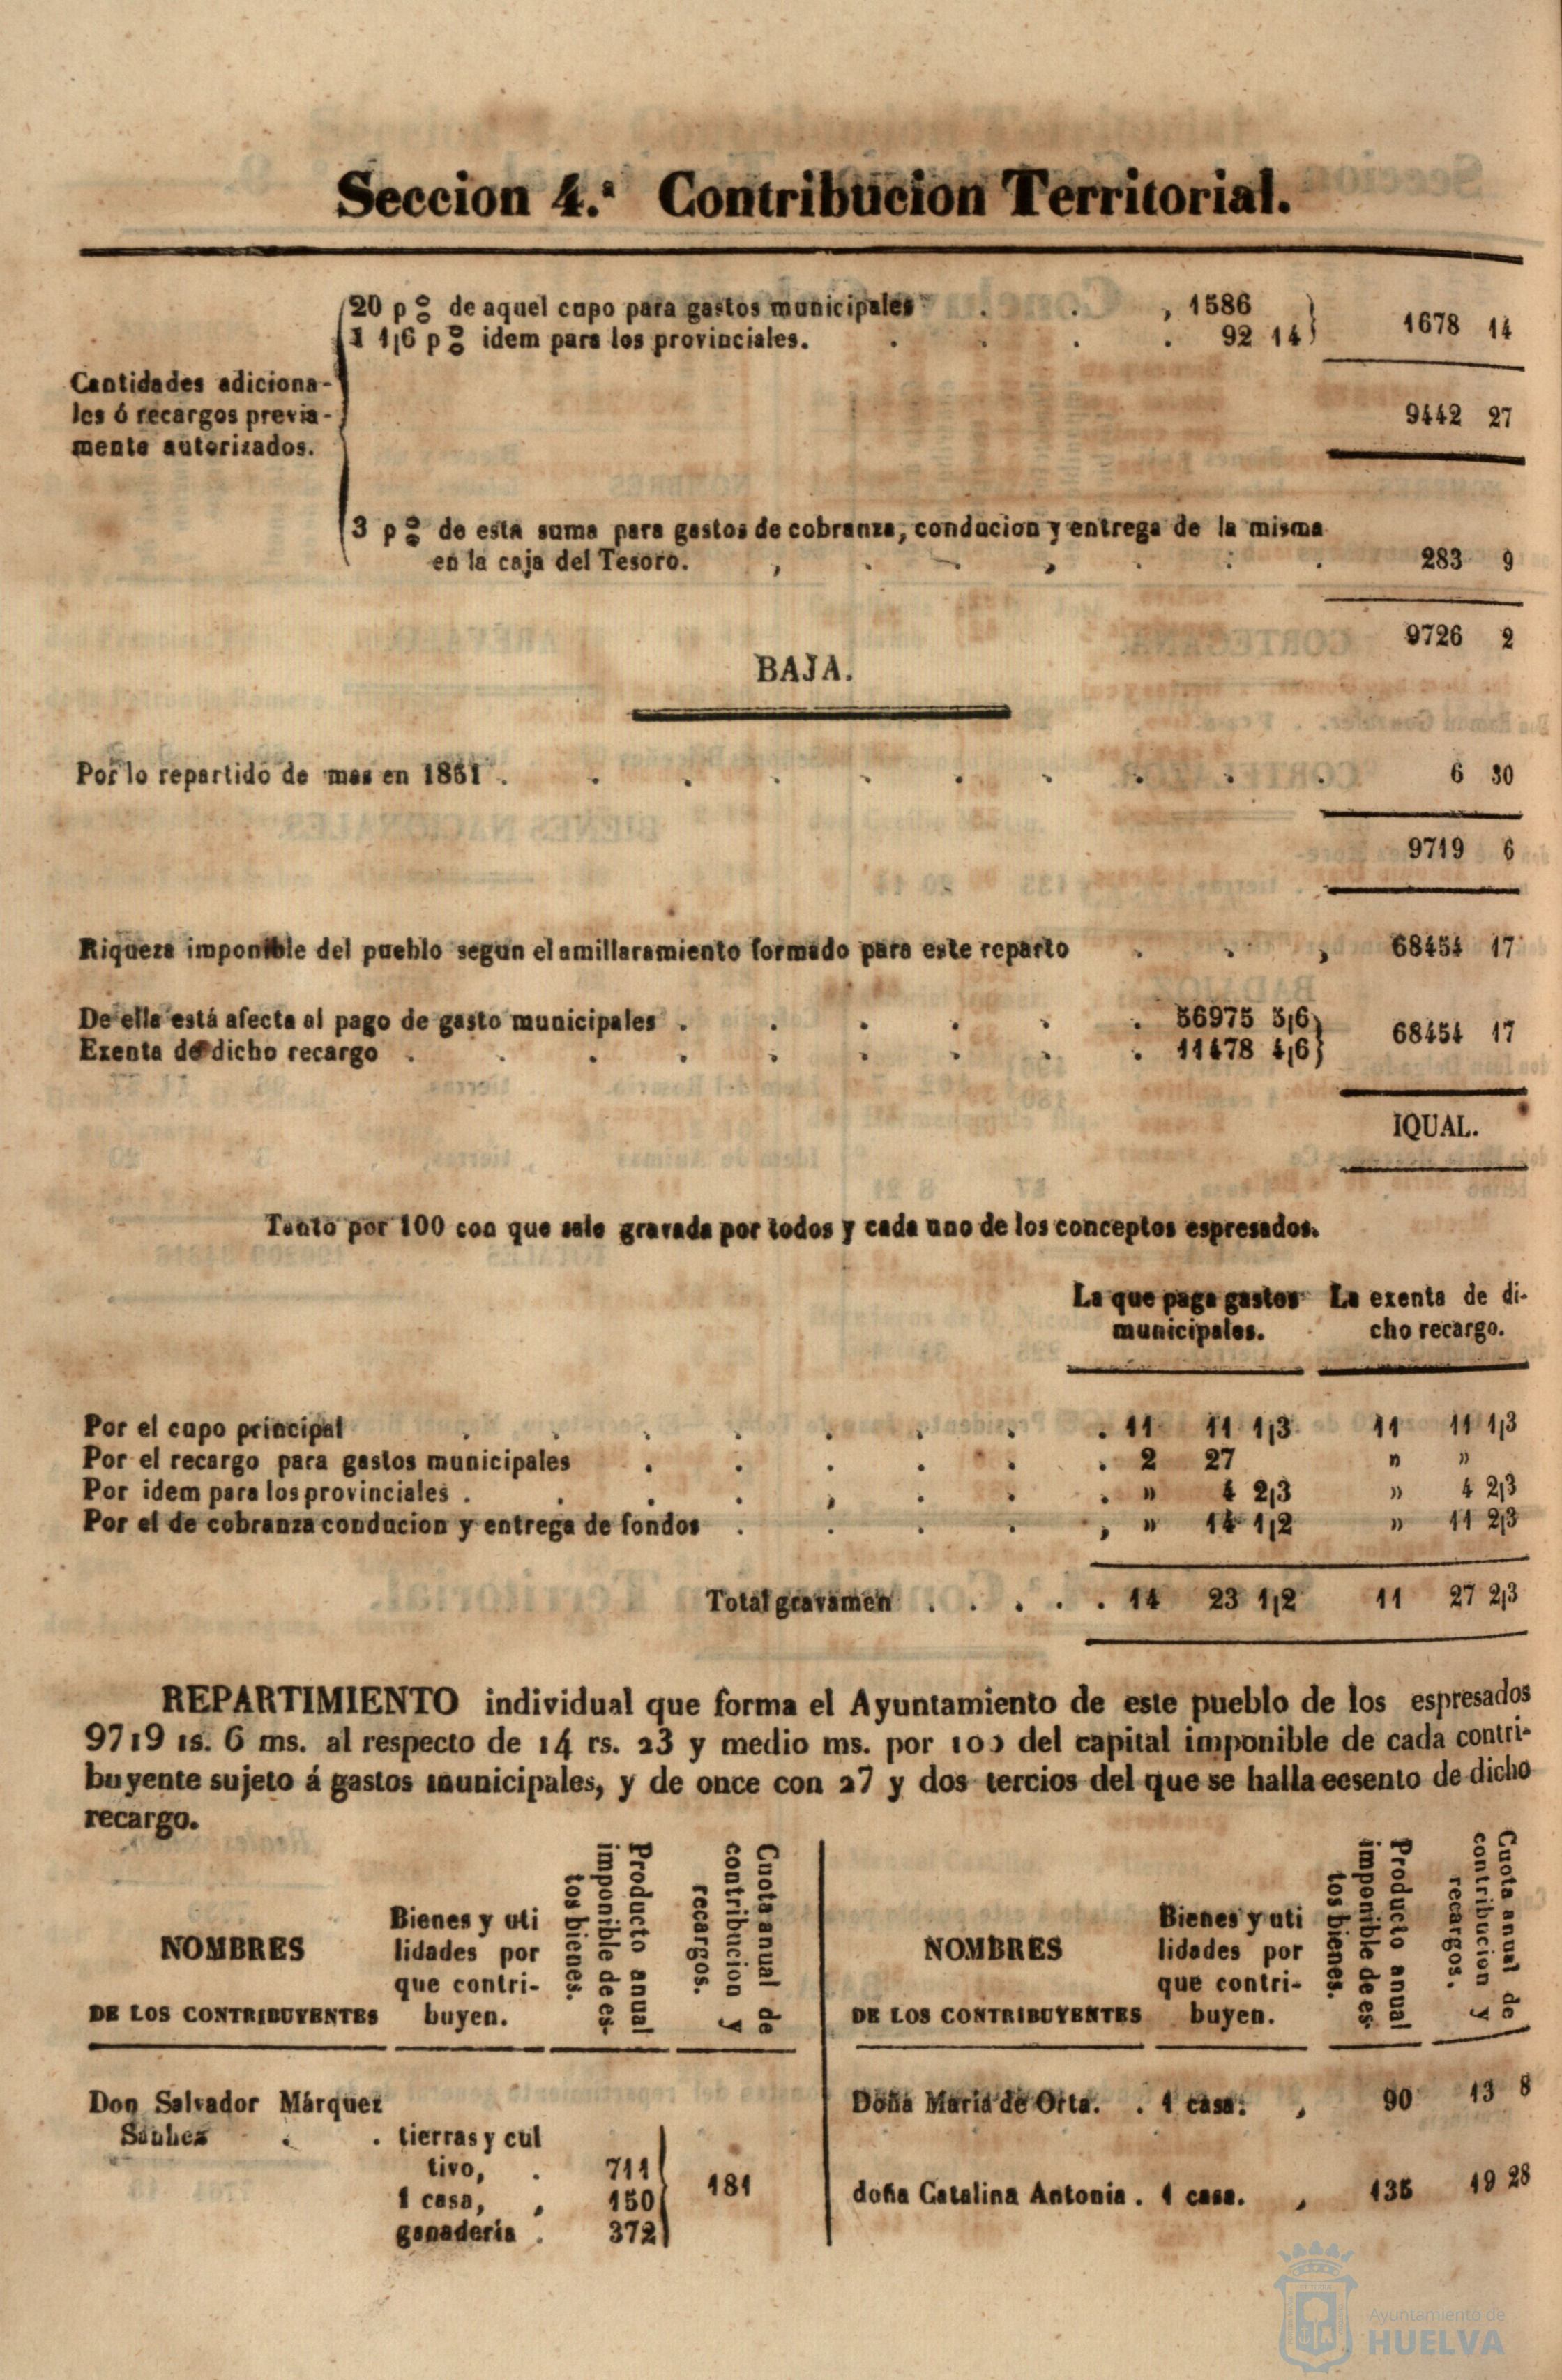 Seccion 4.ª Contribucion Territorial.
20 p o/o de aquel cupo para gastos municipales . . , 1586
1 1,6 p o/o idem para los provinciales. . . . . 92 14
1678 14
Cantidades adiciona-
les ó recargos previa-
mente autorizados.
9442 27
3 p o/o de esta suma para gastos de cobranza, conducion y entrega de la misma
en la caja del Tesoro. , . . , . : . 283 9
9726 2
BAJA.
Por lo repartido de mas en 1851 . . . . . . . . . . 6 30
9719 6
Riqueza imponible del pueblo segun el amillaramiento formado para este reparto . . , 68454 17
De ella está afecta al pago de gasto municipales . . . . . . 56975 5,6
Exenta de dicho recargo . . . . . . . . . 11478 4,6
68454 17
IQUAL.
Tanto por 100 con que sale gravada por todos y cada uno de los conceptos espresados.
La que paga gastos
municipales.
La exenta de di-
cho recargo.
Por el cupo principal . . . . . . . . 11 11 1,3 11 11 1,3
Por el recargo para gastos municipales . . . . . . 2 27 » »
Por idem para los provinciales . . . . . , . . . » 4 2,3 » 4 2,3
Por el de cobranza conducion y entrega de fondos . . . . , » 14 1,2 » 11 2,3
Total gravamen . . . . . 14 23 1,2 11 27 2,3
REPARTIMIENTO individual que forma el Ayuntamiento de este pueblo de los espresados
9719 rs. 6 ms. al respecto de 14 rs. 23 y medio ms. por 100 del capital imponible de cada contri-
buyente sujeto á gastos municipales, y de once con 27 y dos tercios del que se halla ecsento de dicho
recargo.
NOMBRES
DE LOS CONTRIBUYENTES
Bienes y uti
lidades por
que contri-
buyen.
Producto anual
imponible de es-
tos bienes.
Cuota anual de
contribucion y
recargos.
Don Salvador Márquez
. . tierras y cul
tivo, . 711
1 casa, , 150
ganadería . 372
181
NOMBRES
DE LOS CONTRIBUYENTES
Bienes y uti
lidades por
que contri-
buyen.
Producto anual
imponible de es-
tos bienes.
Cuota anual de
contribucion y
recargos.
Doña Maria de Orta. . 1 casa. , 90 13 8
doña Catalina Antonia . 1 casa. , 135 19 28
Ayuntamiento de
HUELVA